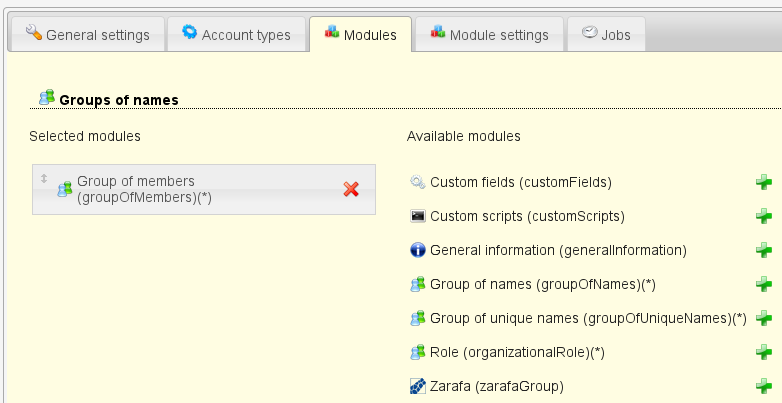 General settings
Account types
Modules
Module settings
Jobs
Groups of names
Selected modules
Available modules
Group of members
(groupOfMembers)(*)
Custom fields (customFields)
Custom scripts (customScripts)
General information (generalInformation)
Group of names (groupOfNames)(*)
Group of unique names (groupOfUniqueNames)(*)
Role (organizationalRole)(*)
Zarafa (zarafaGroup)